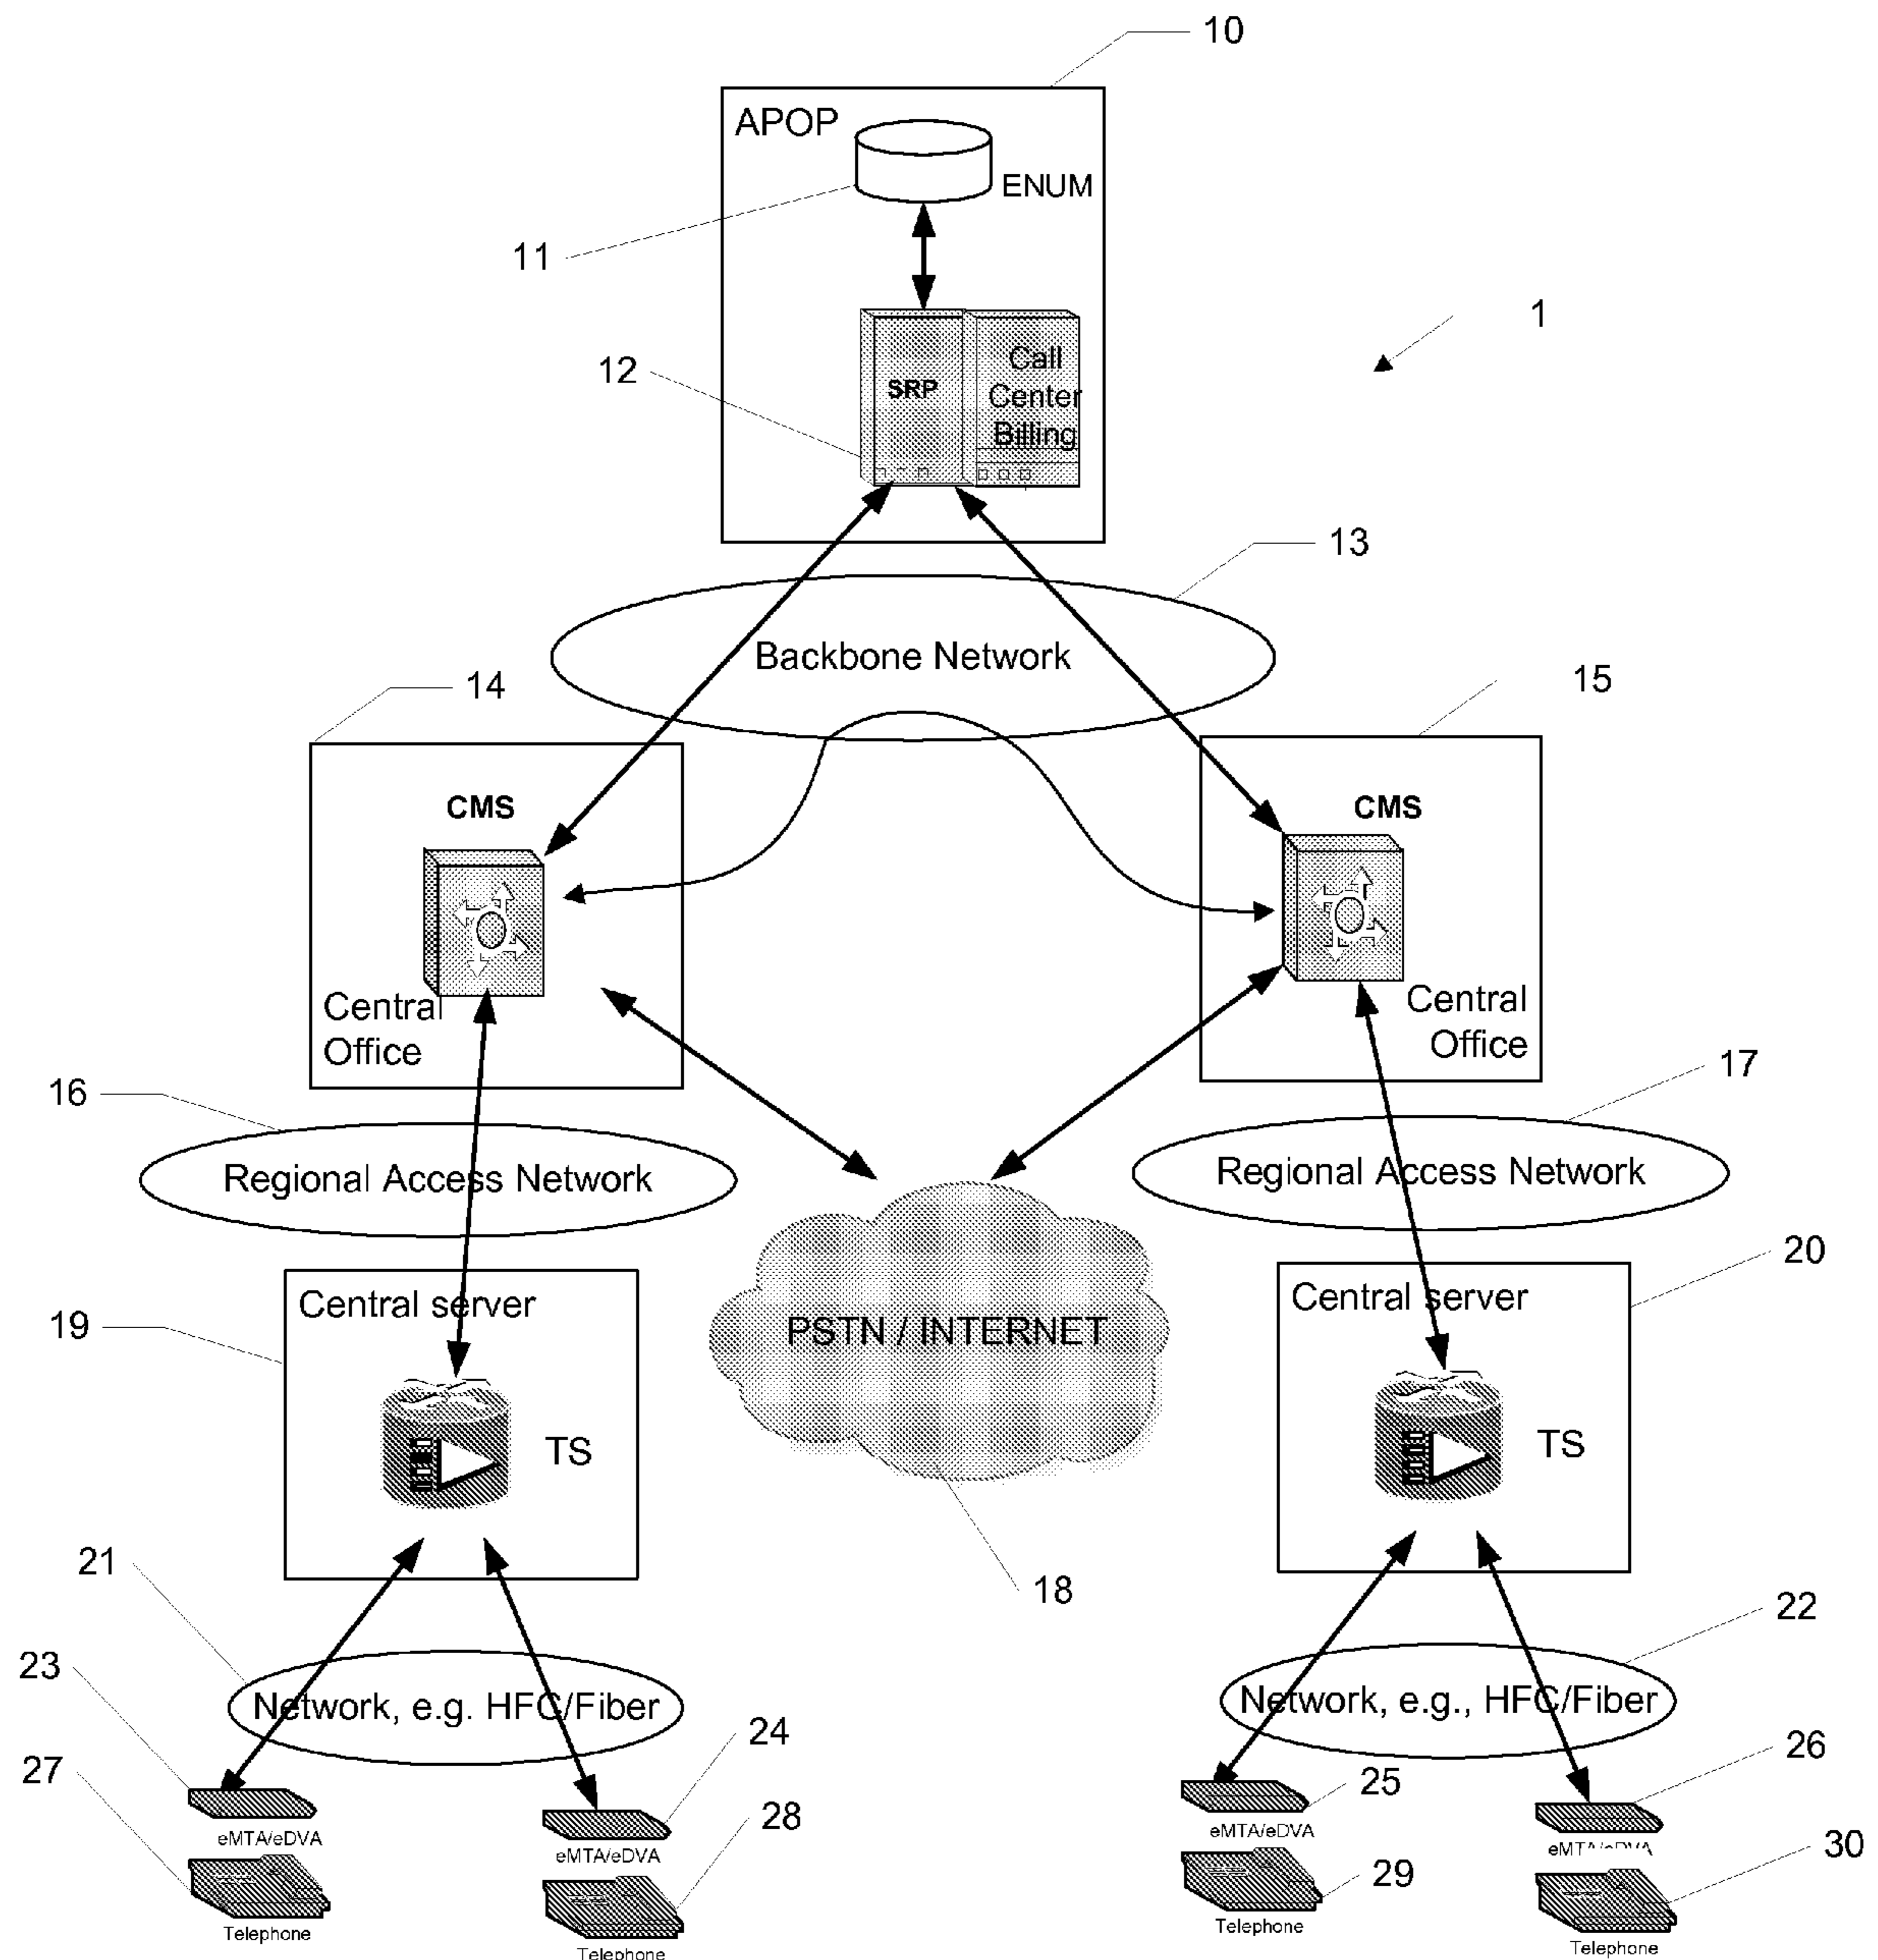 10
APOP
ENUM
11
1
12
SRP
Call
Center
Billing
13
Backbone Network
14
15
CMS
CMS
Central
Office
Central
Office
16
17
Regional Access Network
Regional Access Network
20
Central server
Central server
19
PSTN / INTERNET
TS
TS
21
18
22
23
Network, e.g. HFC/Fiber
Network, e.g., HFC/Fiber
24
26
27
25
28
eMTA/eDVA
eMTA/eDVA
eMTA/eDVA
30
29
Telephone
Telephone
Telephone
Telephone